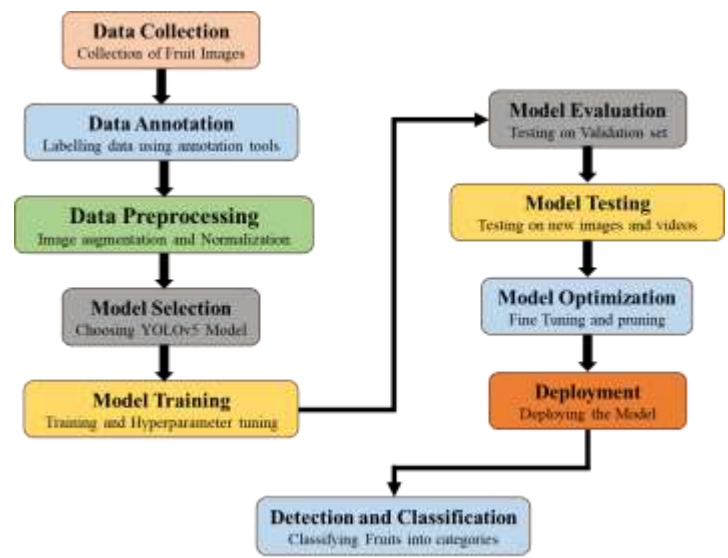 Data Collection
Collection of Fruit Images
Data Annotation
Labelling data using annotation tools
Data Preprocessing
Image augmentation and Normalization
Model Selection
Choosing YOLOv5 Model
Model Training
Training and Hyperparameter tuning
Model Evaluation
Testing on Validation set
Model Testing
Testing on new images and videos
Model Optimization
Fine Tuning and pruning
Deployment
Deploying the Model
Detection and Classification
Classifying Fruits into categories